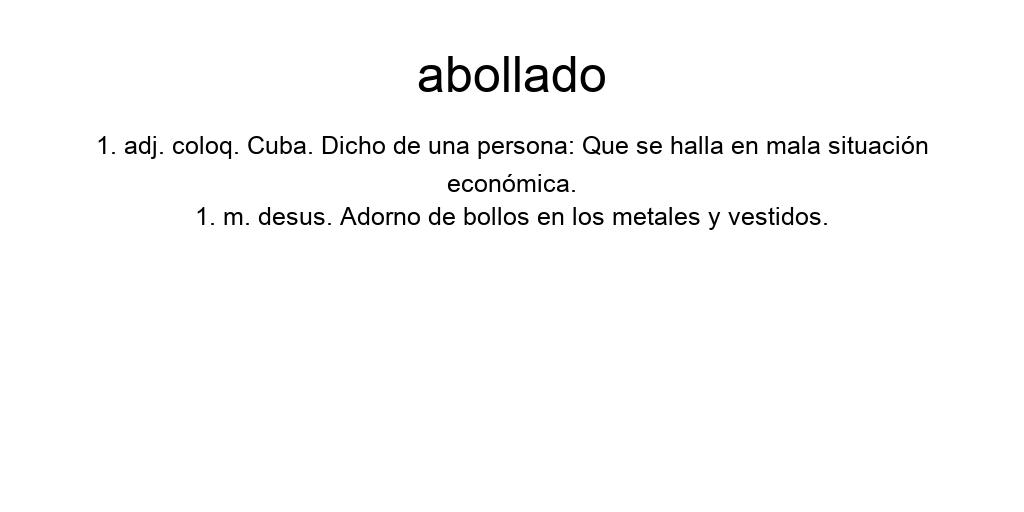 abollado
1. adj. coloq. Cuba. Dicho de una persona: Que se halla en mala situación
económica.
1. m. desus. Adorno de bollos en los metales y vestidos.